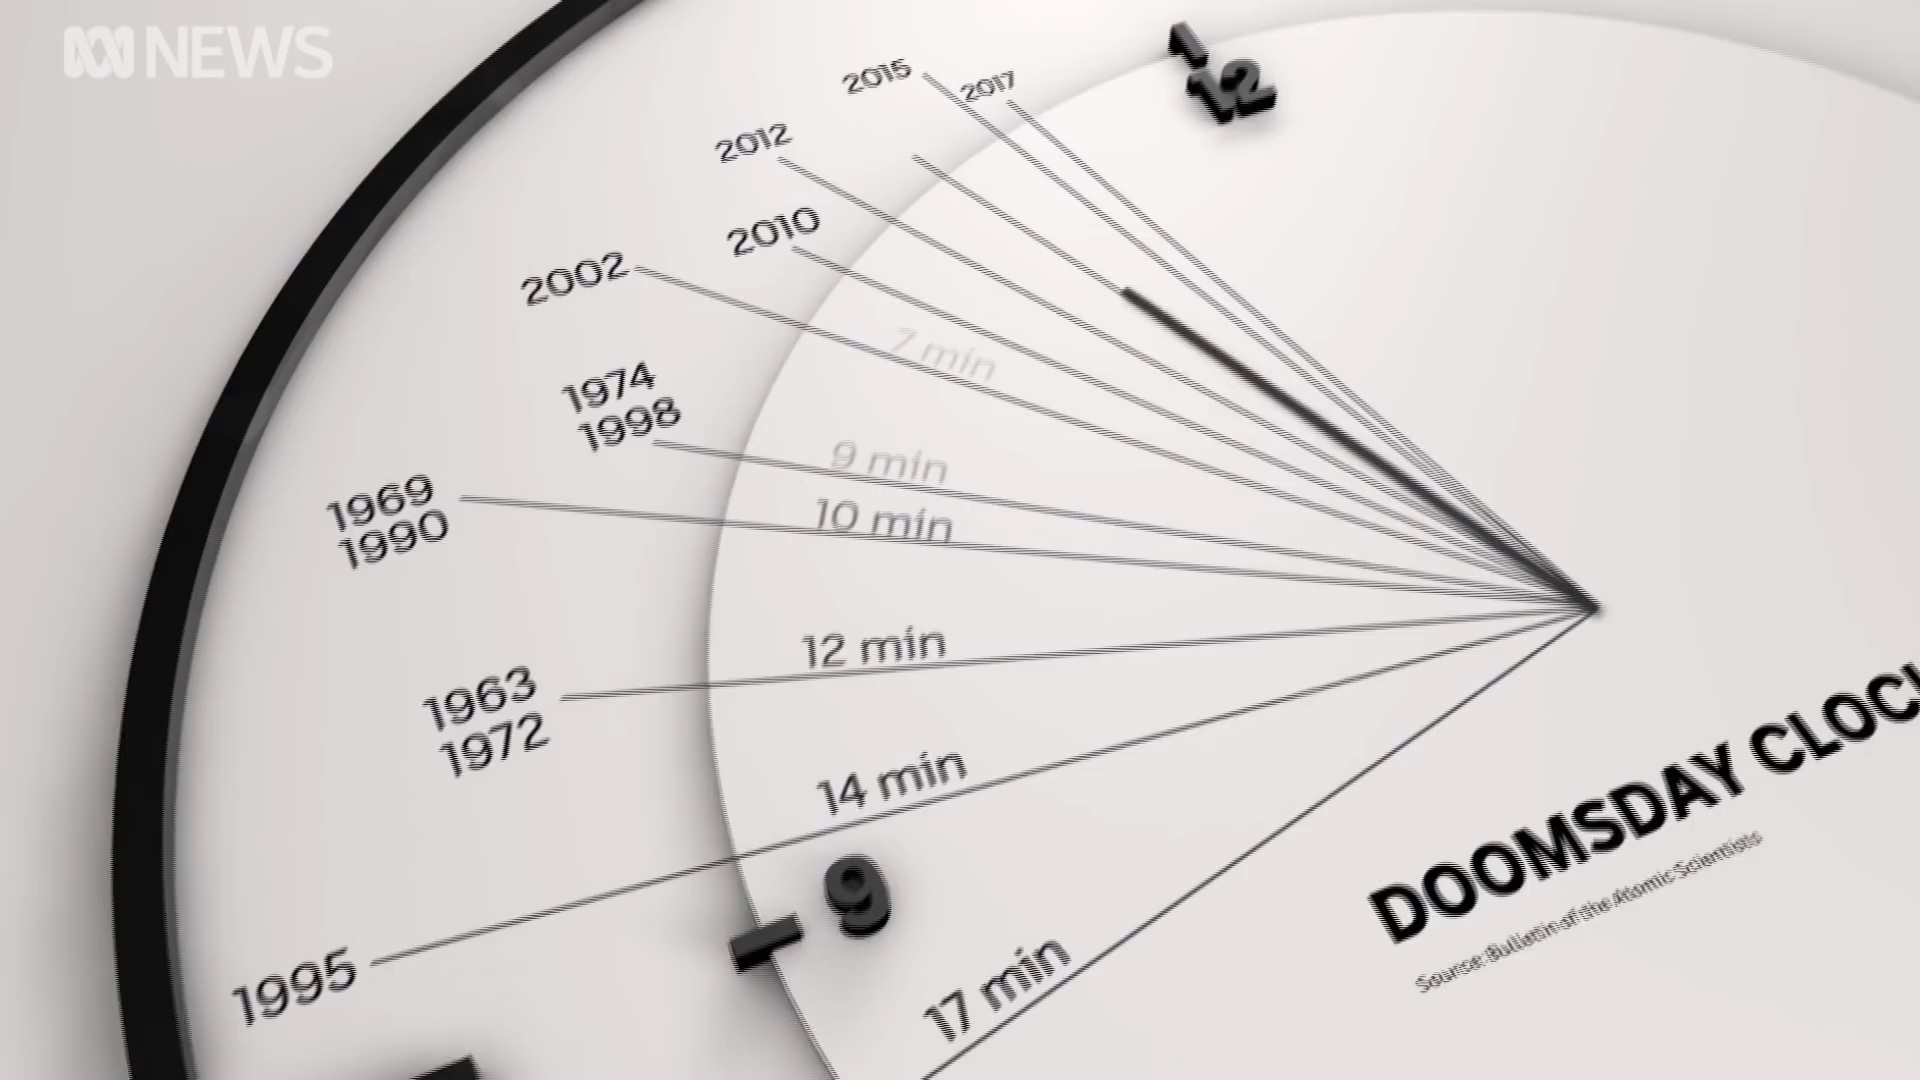 NEWS
1
12
2015
2017
2012
2010
2002
7 min
1974
1998
9 min
1969
1990
10 min
12 min
1963
1972
14 min
9
1995
17 min
DOOMSDAY CLOC
Source: Bulletin of the Atomic Scientists